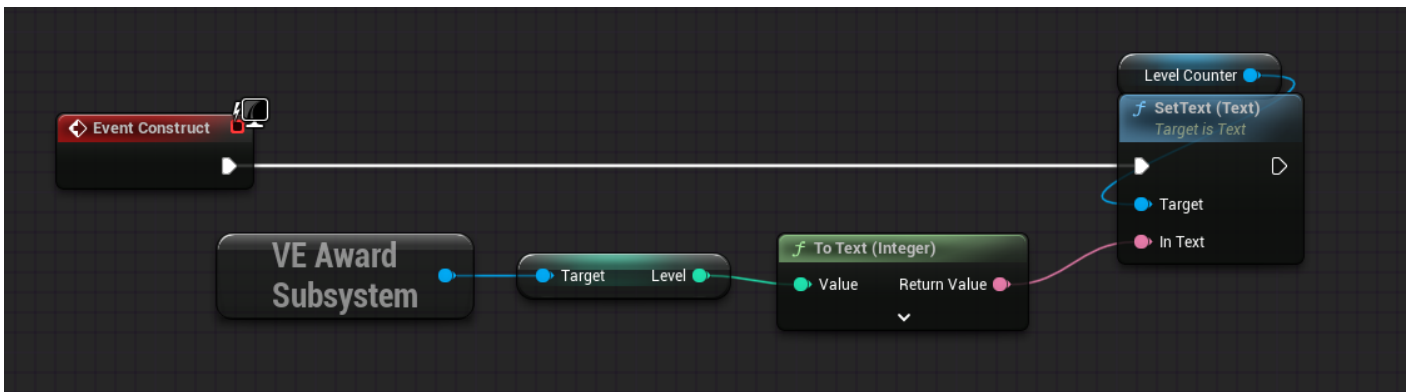 Event Construct
Level Counter
f SetText (Text)
Target is Text
Target
In Text
VE Award
Subsystem
Target Level
f To Text (Integer)
Value Return Value